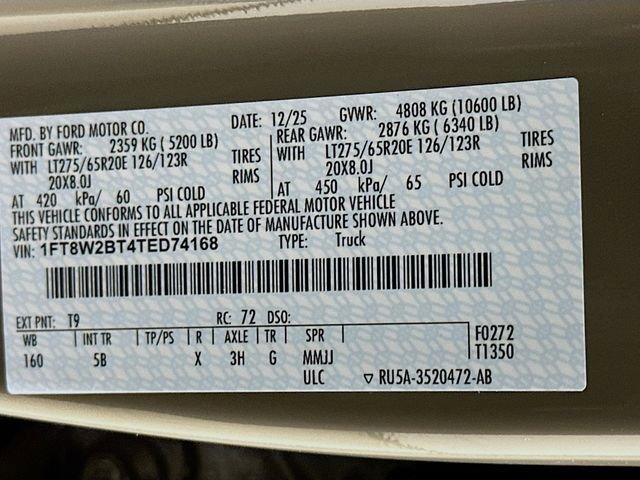 MFD. BY FORD MOTOR CO. DATE: 12/25 GVWR: 4808 KG (10600 LB)
FRONT GAWR: 2359 KG ( 5200 LB) REAR GAWR: 2876 KG ( 6340 LB)
WITH LT275/65R20E 126/123R TIRES WITH LT275/65R20E 126/123R TIRES
20X8.0J RIMS 20X8.0J RIMS
AT 420 kPa/ 60 PSI COLD AT 450 kPa/ 65 PSI COLD
THIS VEHICLE CONFORMS TO ALL APPLICABLE FEDERAL MOTOR VEHICLE
SAFETY STANDARDS IN EFFECT ON THE DATE OF MANUFACTURE SHOWN ABOVE.
VIN: 1FT8W2BT4TED74168 TYPE: Truck
EXT PNT: T9 RC: 72 DSO:
WB INT TR TP/PS R AXLE TR SPR F0272
160 5B X 3H G MMJJ T1350
ULC ▽ RU5A-3520472-AB